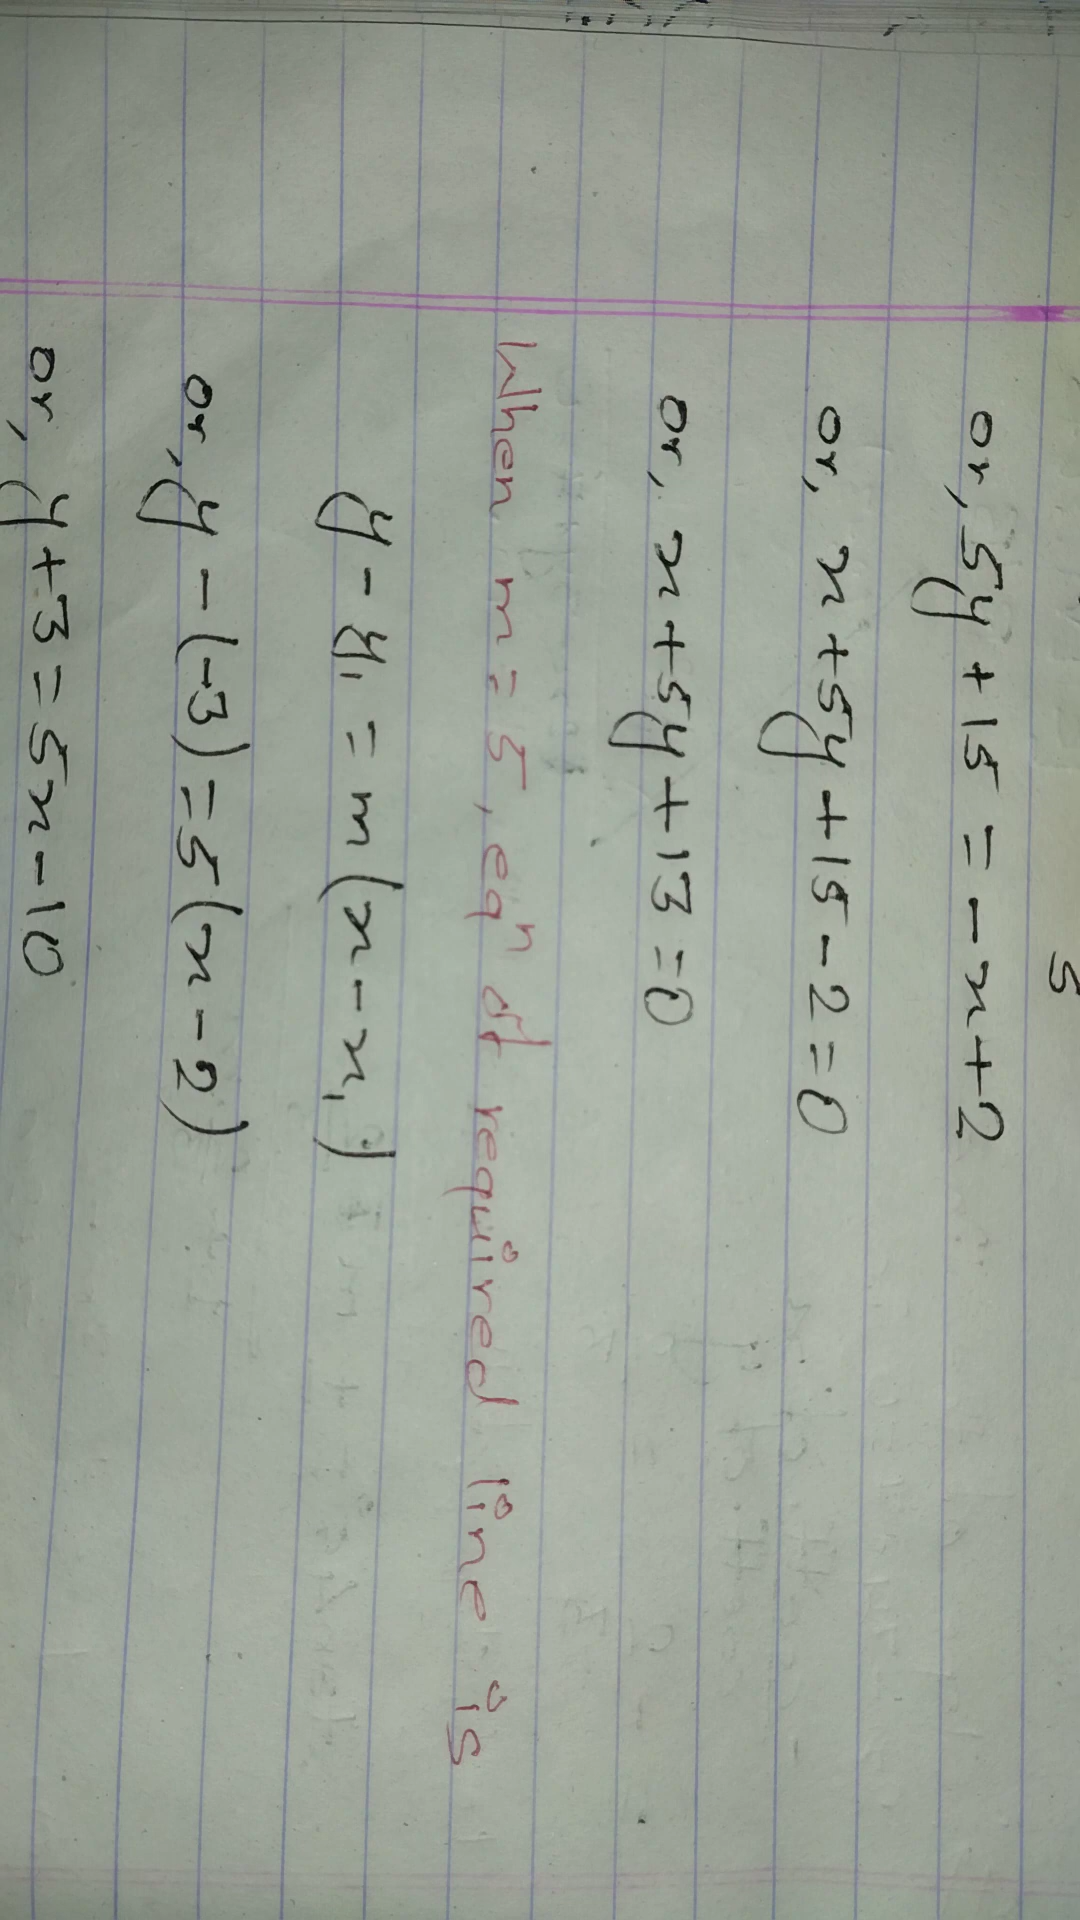 5
or, 5y + 15 = - x + 2
or, x + 5y + 15 - 2 = 0
or, x + 5y + 13 = 0
When m = 5, eqⁿ of required line is
y - y₁ = m(x - x₁)
or, y - (-3) = 5(x - 2)
or, y + 3 = 5x - 10